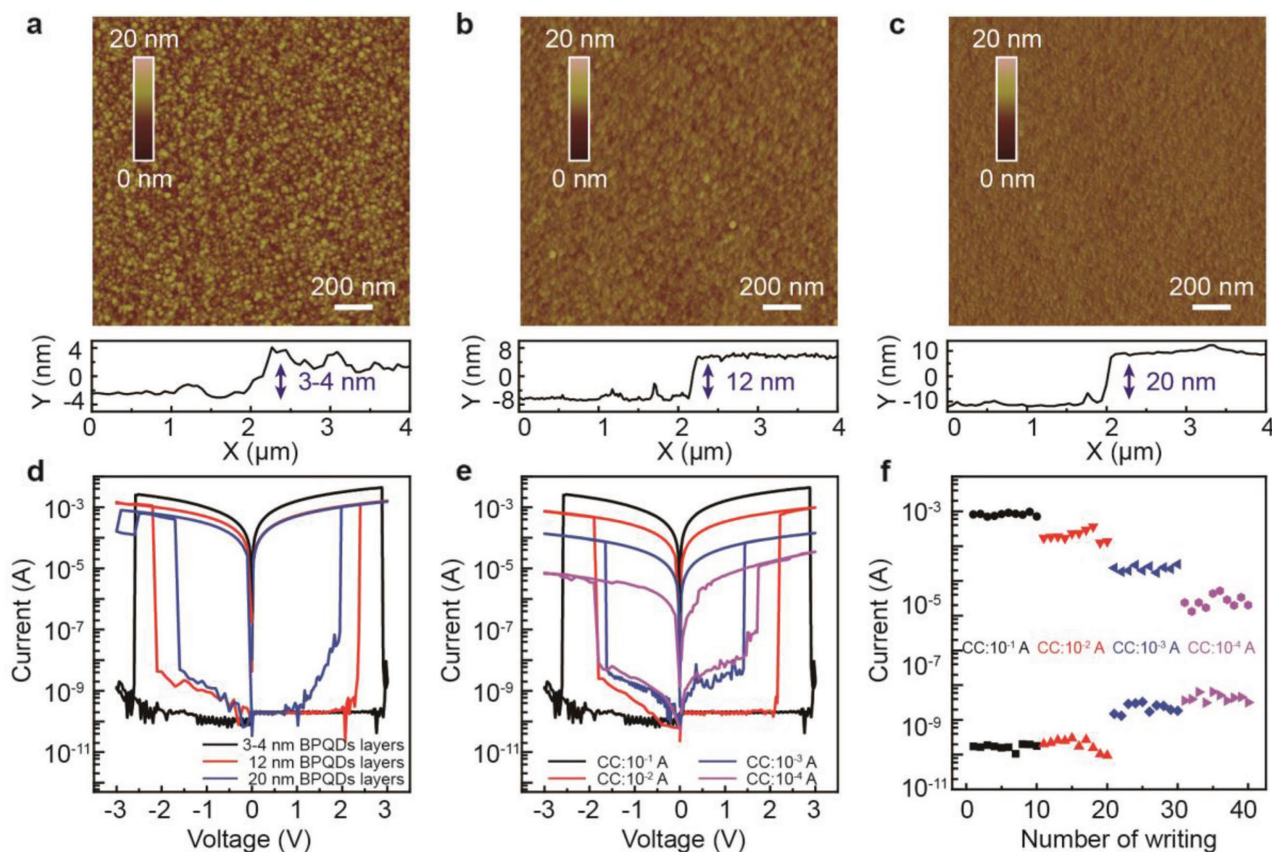 a
20 nm
0 nm
200 nm
b
20 nm
0 nm
200 nm
c
20 nm
0 nm
200 nm
Y (nm)
4
0
-4
3-4 nm
0 1 2 3 4
X (µm)
Y (nm)
8
0
-8
12 nm
0 1 2 3 4
X (µm)
Y (nm)
10
0
-10
20 nm
0 1 2 3 4
X (µm)
d
Current (A)
10⁻³
10⁻⁵
10⁻⁷
10⁻⁹
10⁻¹¹
3-4 nm BPQDs layers
12 nm BPQDs layers
20 nm BPQDs layers
-3 -2 -1 0 1 2 3
Voltage (V)
e
Current (A)
10⁻³
10⁻⁵
10⁻⁷
10⁻⁹
10⁻¹¹
CC:10⁻¹ A CC:10⁻³ A
CC:10⁻² A CC:10⁻⁴ A
-3 -2 -1 0 1 2 3
Voltage (V)
f
Current (A)
10⁻³
10⁻⁵
10⁻⁷
10⁻⁹
10⁻¹¹
CC:10⁻¹ A CC:10⁻² A CC:10⁻³ A CC:10⁻⁴ A
0 10 20 30 40
Number of writing